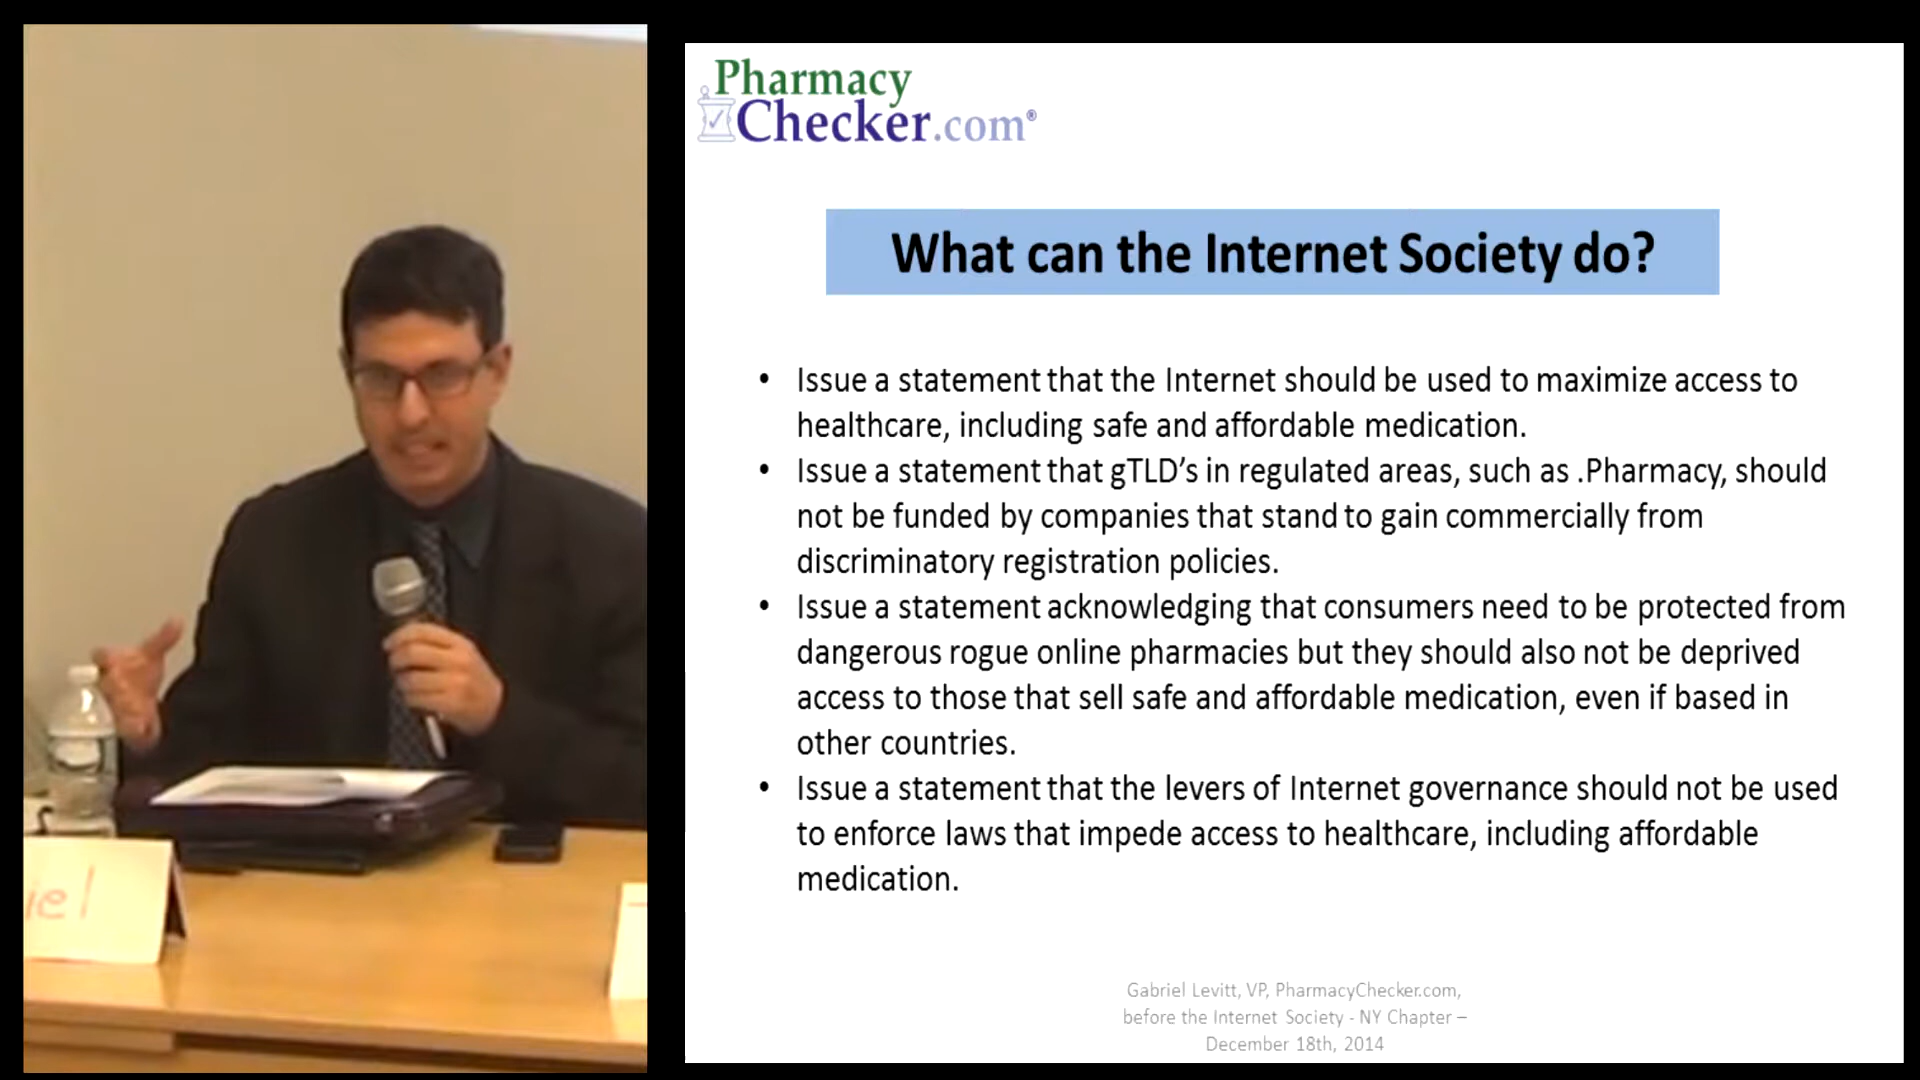 Pharmacy
Checker.com®
What can the Internet Society do?
• Issue a statement that the Internet should be used to maximize access to
healthcare, including safe and affordable medication.
• Issue a statement that gTLD’s in regulated areas, such as .Pharmacy, should
not be funded by companies that stand to gain commercially from
discriminatory registration policies.
• Issue a statement acknowledging that consumers need to be protected from
dangerous rogue online pharmacies but they should also not be deprived
access to those that sell safe and affordable medication, even if based in
other countries.
• Issue a statement that the levers of Internet governance should not be used
to enforce laws that impede access to healthcare, including affordable
medication.
Gabriel Levitt, VP, PharmacyChecker.com,
before the Internet Society - NY Chapter –
December 18th, 2014
iel